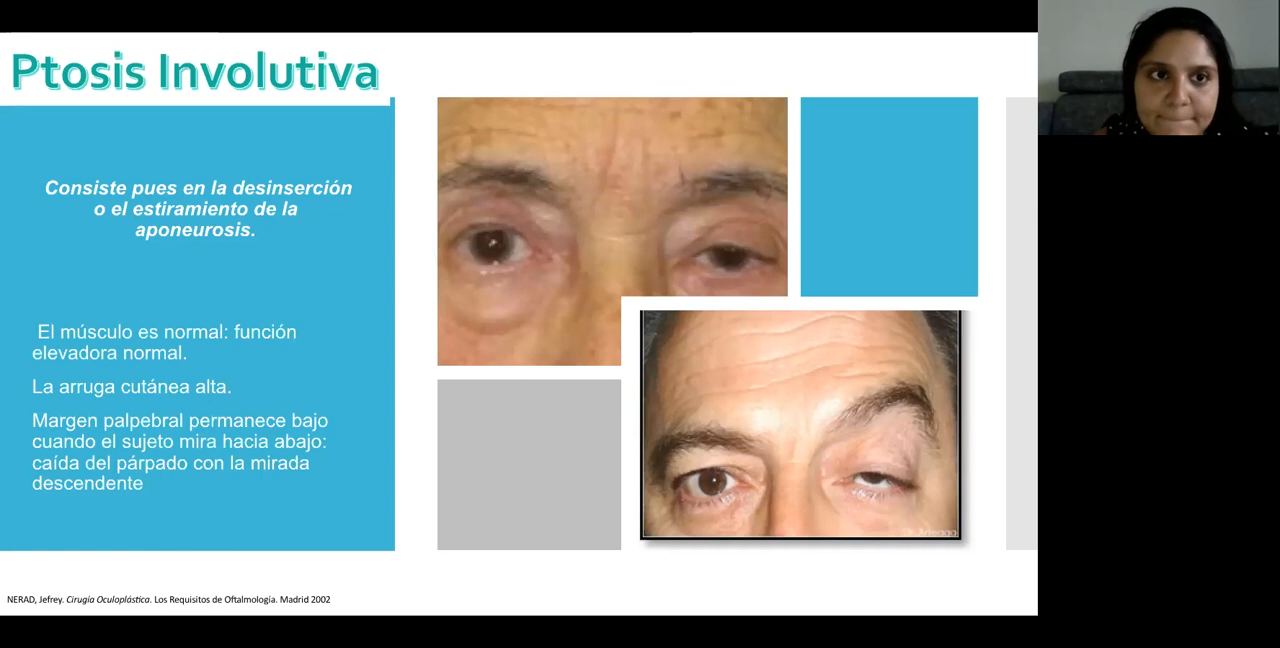 Ptosis Involutiva
Consiste pues en la desinserción
o el estiramiento de la
aponeurosis.
El músculo es normal: función
elevadora normal.
La arruga cutánea alta.
Margen palpebral permanece bajo
cuando el sujeto mira hacia abajo:
caída del párpado con la mirada
descendente
NERAD, Jefrey. Cirugía Oculoplástica. Los Requisitos de Oftalmología. Madrid 2002